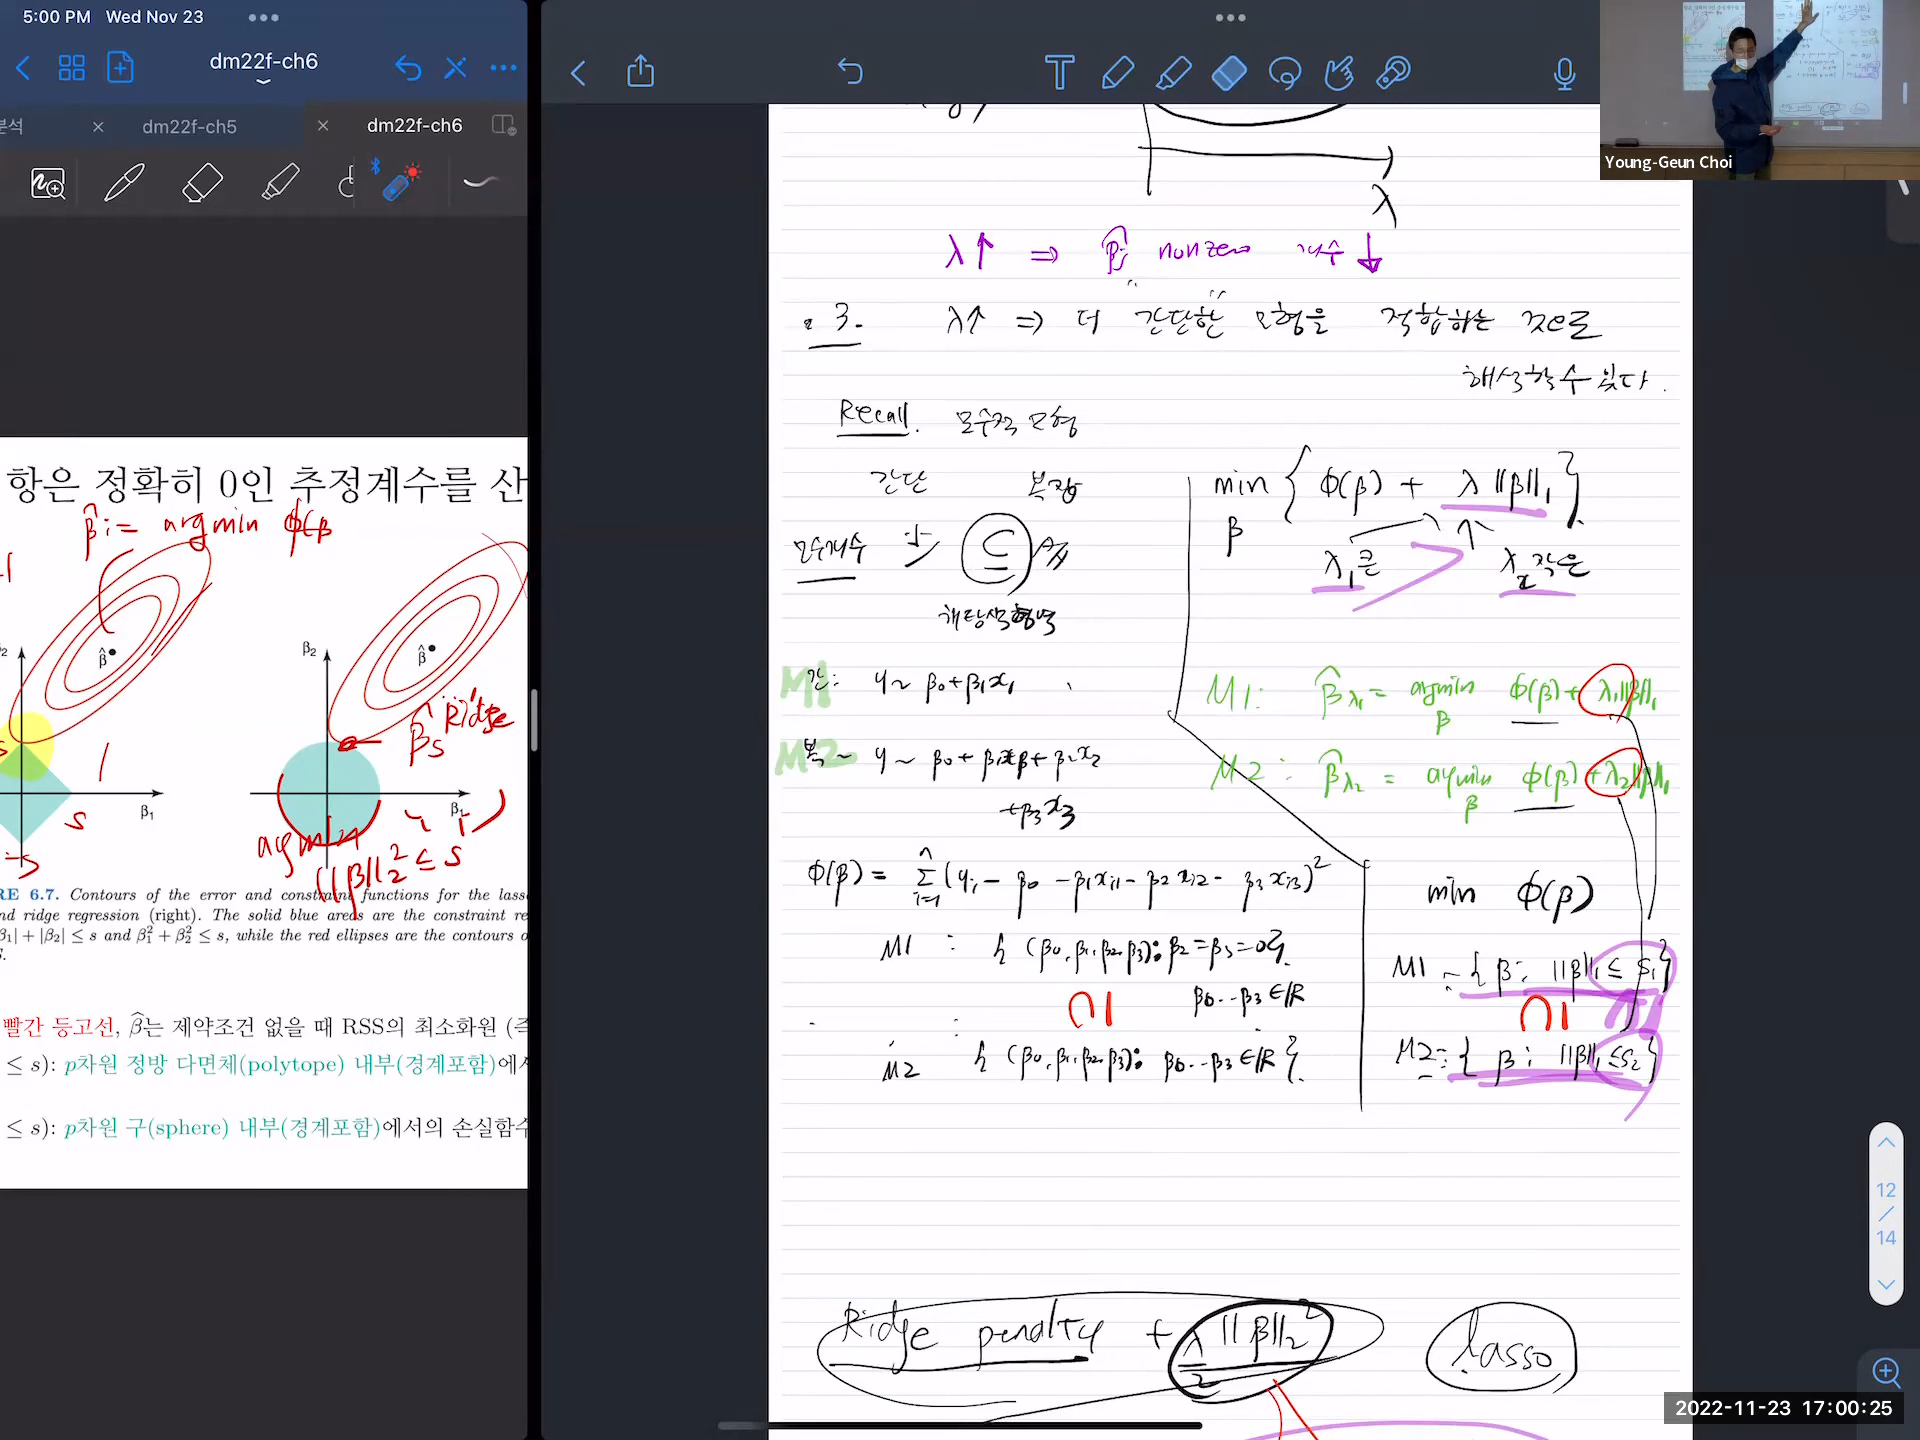 5:00 PM Wed Nov 23
dm22f-ch6
분석
dm22f-ch5
dm22f-ch6
항은 정확히 0인 추정계수를 산
β̂i = argmin Φ(β
β̂
β̂
β2
β̂s Ridge
β1
s
-s
argmin
||β||₂² ≤ s
RE 6.7. Contours of the error and constraint functions for the lass
nd ridge regression (right). The solid blue areas are the constraint re
β1| + |β2| ≤ s and β1² + β2² ≤ s, while the red ellipses are the contours o
빨간 등고선, β̂는 제약조건 없을 때 RSS의 최소화원 (즉
≤ s): p차원 정방 다면체(polytope) 내부(경계포함)에서
≤ s): p차원 구(sphere) 내부(경계포함)에서의 손실함수
λ
λ↑ ⇒ β̂j nonzero 개수 ↓
3. λ↑ ⇒ 더 "간단한" 모형을 적합하는 것으로
해석할 수 있다.
Recall. 모수적 모형
간단 복잡
모수개수 ⊆
M1 간: y ~ β0 + β1x1
M2 복 ~ y ~
+ β3x3
min { Φ(β) + λ||β||₁ }
β
λ1 큰 λ2 작은
M1: β̂λ1 = argmin Φ(β) + λ1||β||₁
β
M2: β̂λ2 = argmin Φ(β) + λ2||β||₁
β
Φ(β) = Σ (yi - β0 - β1xi1 - β2xi2 - β3xi3)²
M1 : { (β0, β1, β2, β3): β2 = β3 = 0 }
β0...β3 ∈ ℝ
∩|
M2 { (β0, β1, β2, β3): β0...β3 ∈ ℝ }
min Φ(β)
M1 = { β : ||β||₁ ≤ s1 }
∩|
M2 = { β : ||β||₁ ≤ s2 }
Ridge penalty + λ/2 ||β||₂² lasso
Young-Geun Choi
12
/
14
2022-11-23 17:00:25